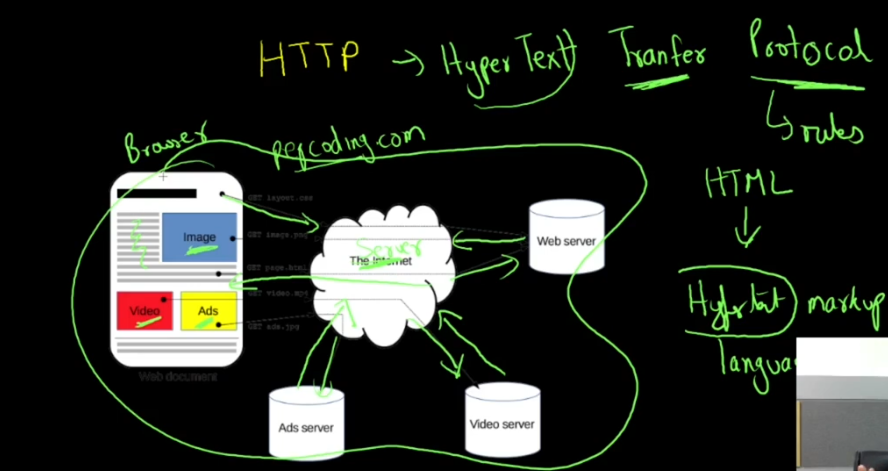 HTTP → HyperText Tranfer Protocol
↳ rules
Browser
pepcoding.com
HTML
GET layout.css
GET image.png
Image
Server
The Internet
Web server
GET page.html
Hypertext markup
langua
Video
Ads
GET video.mp4
GET ads.jpg
Web document
Ads server
Video server